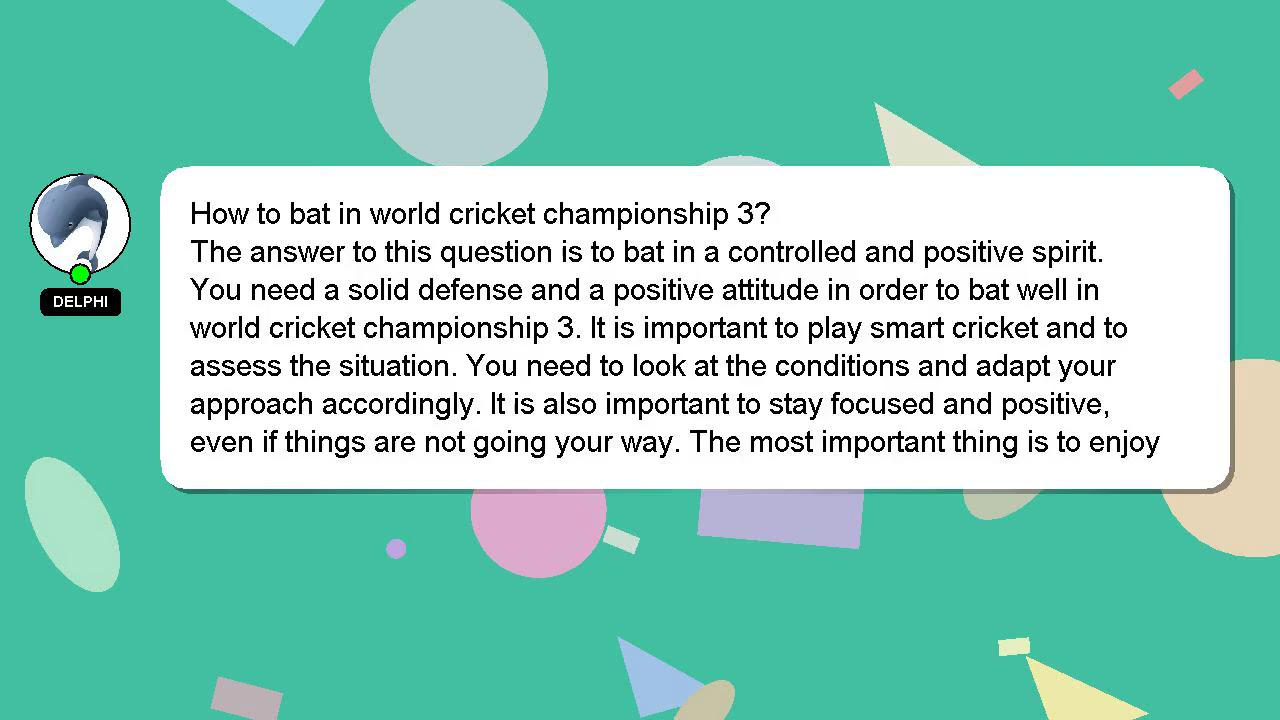 How to bat in world cricket championship 3?
The answer to this question is to bat in a controlled and positive spirit.
You need a solid defense and a positive attitude in order to bat well in
world cricket championship 3. It is important to play smart cricket and to
assess the situation. You need to look at the conditions and adapt your
approach accordingly. It is also important to stay focused and positive,
even if things are not going your way. The most important thing is to enjoy
DELPHI